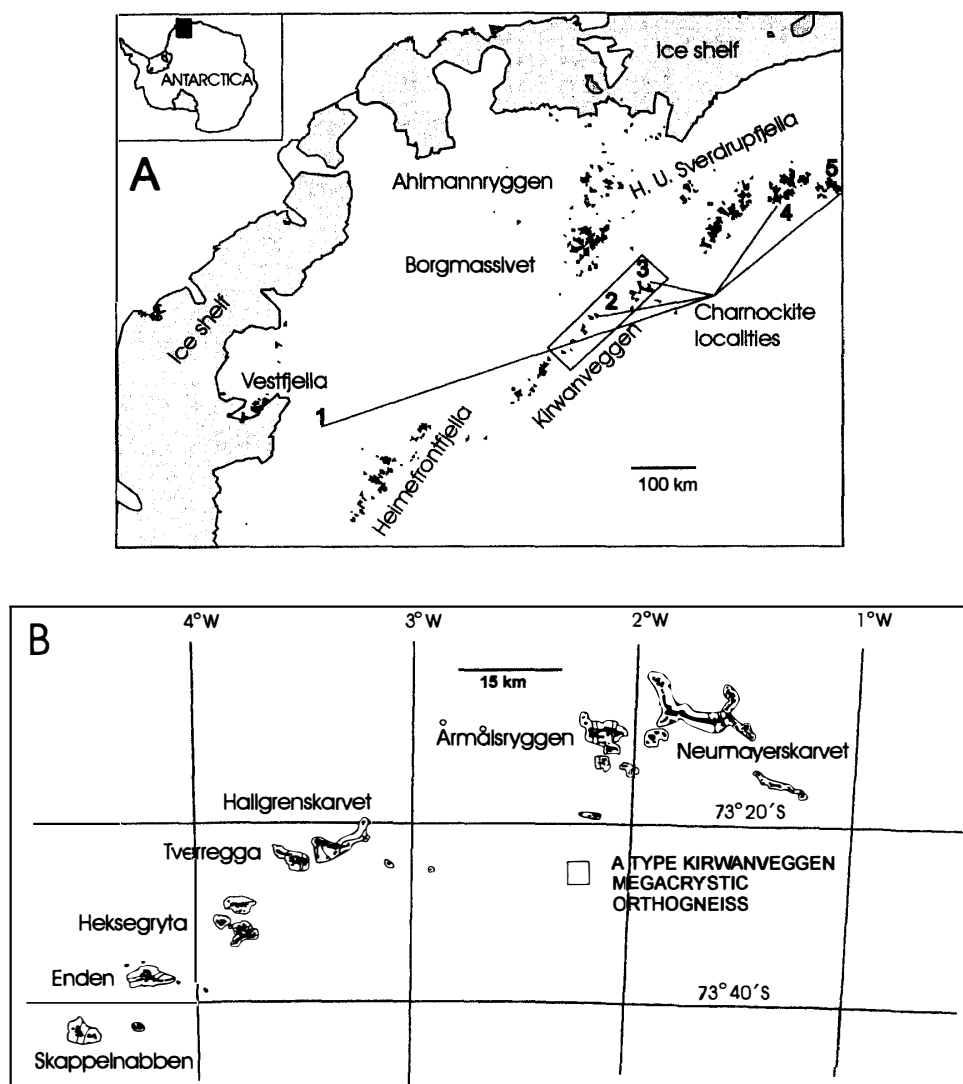 ANTARCTICA
Ice shelf
A
Ahlmannryggen
H. U. Sverdrupfjella
5
4
Borgmassivet
3
2
Charnockite
localities
Ice shelf
Kirwanveggen
Vestfjella
1
Heimefrontfjella
100 km
B
4°W
3°W
2°W
1°W
15 km
Årmålsryggen
Neumayerskarvet
Hallgrenskarvet
73°20´S
Tverregga
A TYPE KIRWANVEGGEN
MEGACRYSTIC
ORTHOGNEISS
Heksegryta
Enden
73°40´S
Skappelnabben